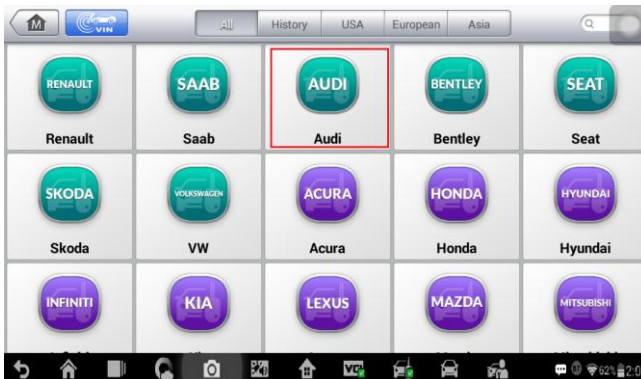 M
VIN
All
History
USA
European
Asia
RENAULT
SAAB
AUDI
BENTLEY
SEAT
Renault
Saab
Audi
Bentley
Seat
SKODA
VOLKSWAGEN
ACURA
HONDA
HYUNDAI
Skoda
VW
Acura
Honda
Hyundai
INFINITI
KIA
LEXUS
MAZDA
MITSUBISHI
M
VCI
62%